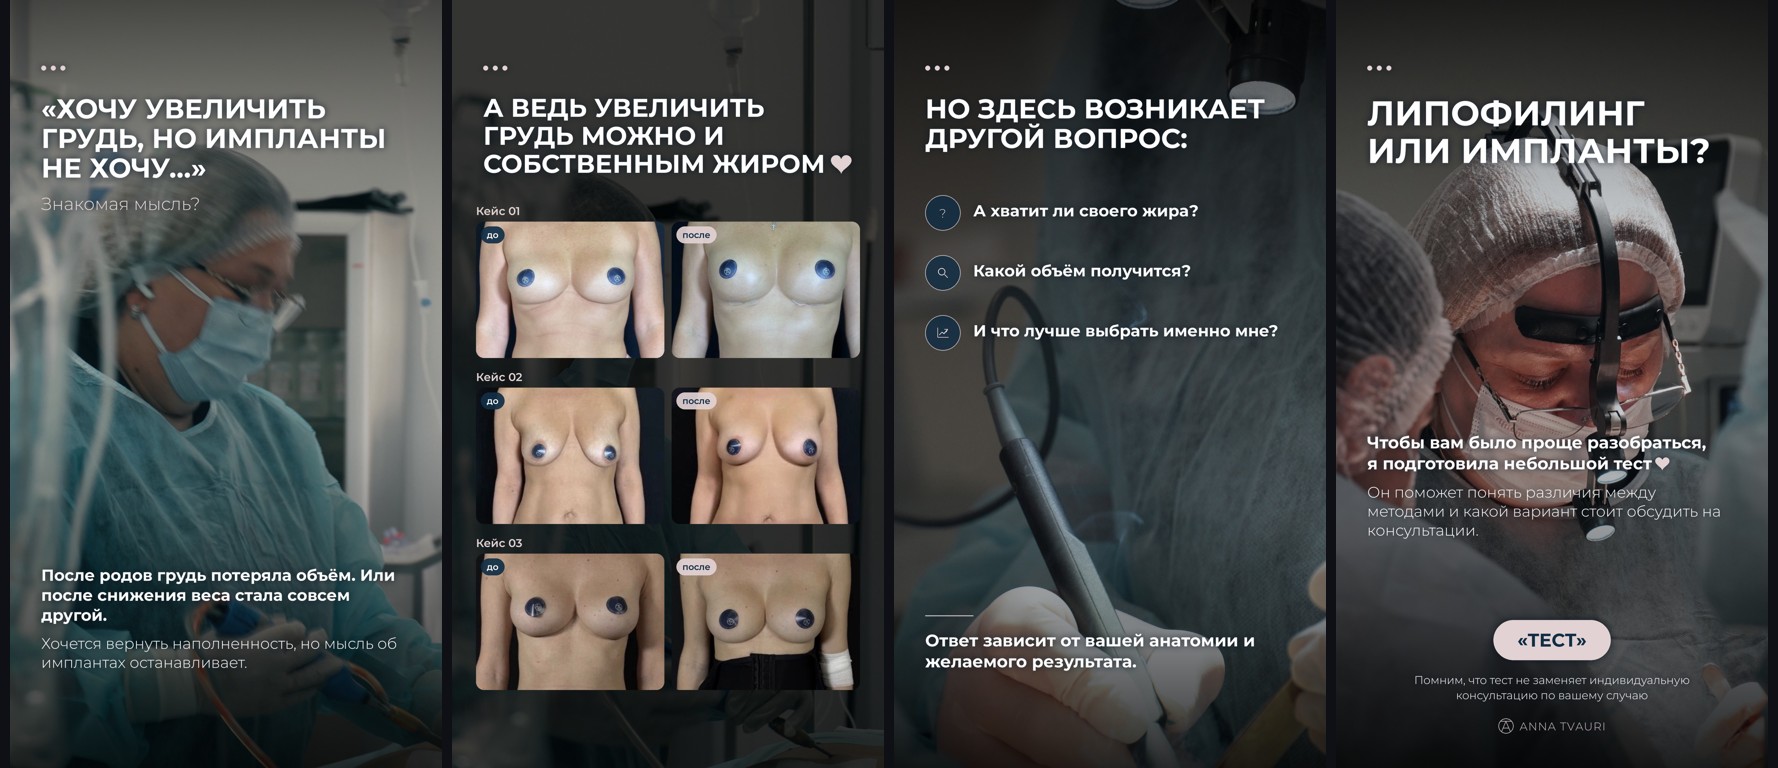 «ХОЧУ УВЕЛИЧИТЬ
ГРУДЬ, НО ИМПЛАНТЫ
НЕ ХОЧУ...»
Знакомая мысль?
После родов грудь потеряла объём. Или
после снижения веса стала совсем
другой.
Хочется вернуть наполненность, но мысль об
имплантах останавливает.
А ВЕДЬ УВЕЛИЧИТЬ
ГРУДЬ МОЖНО И
СОБСТВЕННЫМ ЖИРОМ
Кейс 01
до
после
Кейс 02
до
после
Кейс 03
до
после
НО ЗДЕСЬ ВОЗНИКАЕТ
ДРУГОЙ ВОПРОС:
? А хватит ли своего жира?
Какой объём получится?
И что лучше выбрать именно мне?
Ответ зависит от вашей анатомии и
желаемого результата.
ЛИПОФИЛИНГ
ИЛИ ИМПЛАНТЫ?
Чтобы вам было проще разобраться,
я подготовила небольшой тест
Он поможет понять различия между
методами и какой вариант стоит обсудить на
консультации.
«ТЕСТ»
Помним, что тест не заменяет индивидуальную
консультацию по вашему случаю
ANNA TVAURI